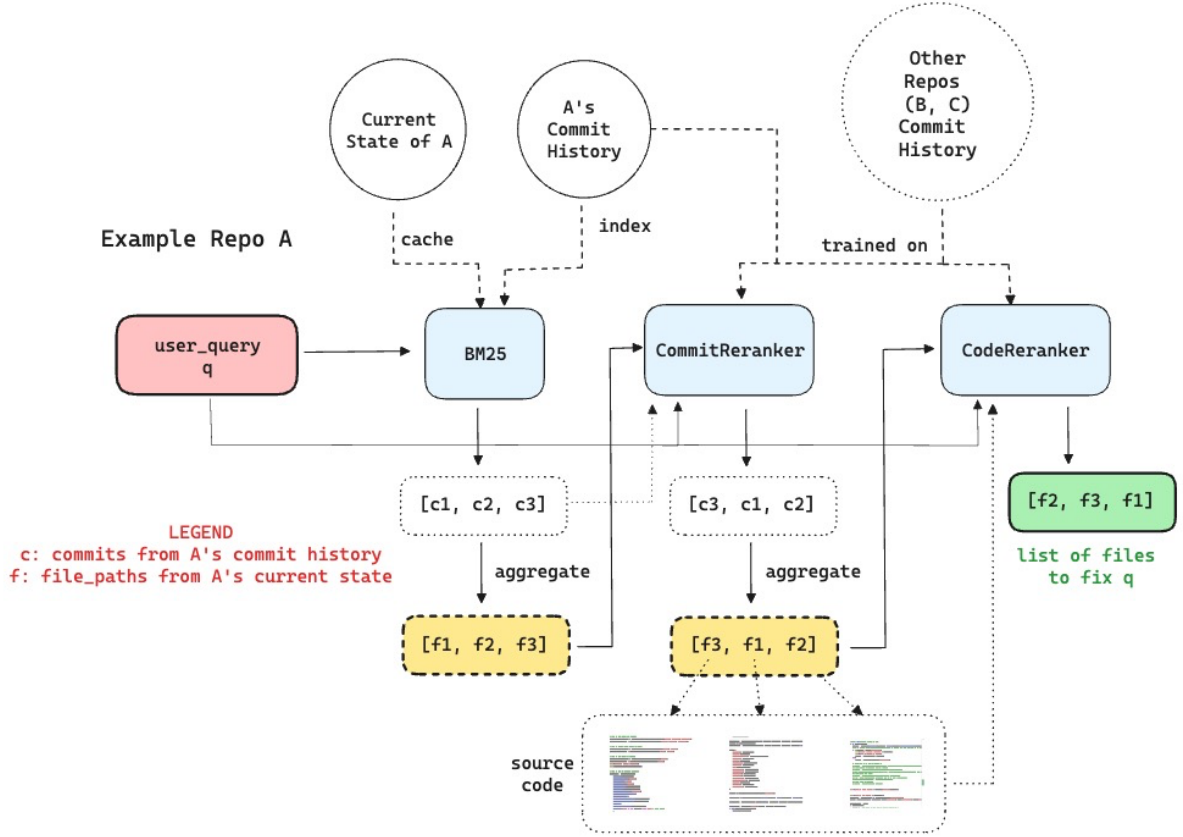 Other
Repos
(B, C)
Commit
History
A's
Commit
History
Current
State of A
index
cache
trained on
Example Repo A
user_query
q
BM25
CommitReranker
CodeReranker
[c1, c2, c3]
[c3, c1, c2]
[f2, f3, f1]
LEGEND
c: commits from A's commit history
f: file_paths from A's current state
aggregate
aggregate
list of files
to fix q
[f1, f2, f3]
[f3, f1, f2]
source
code